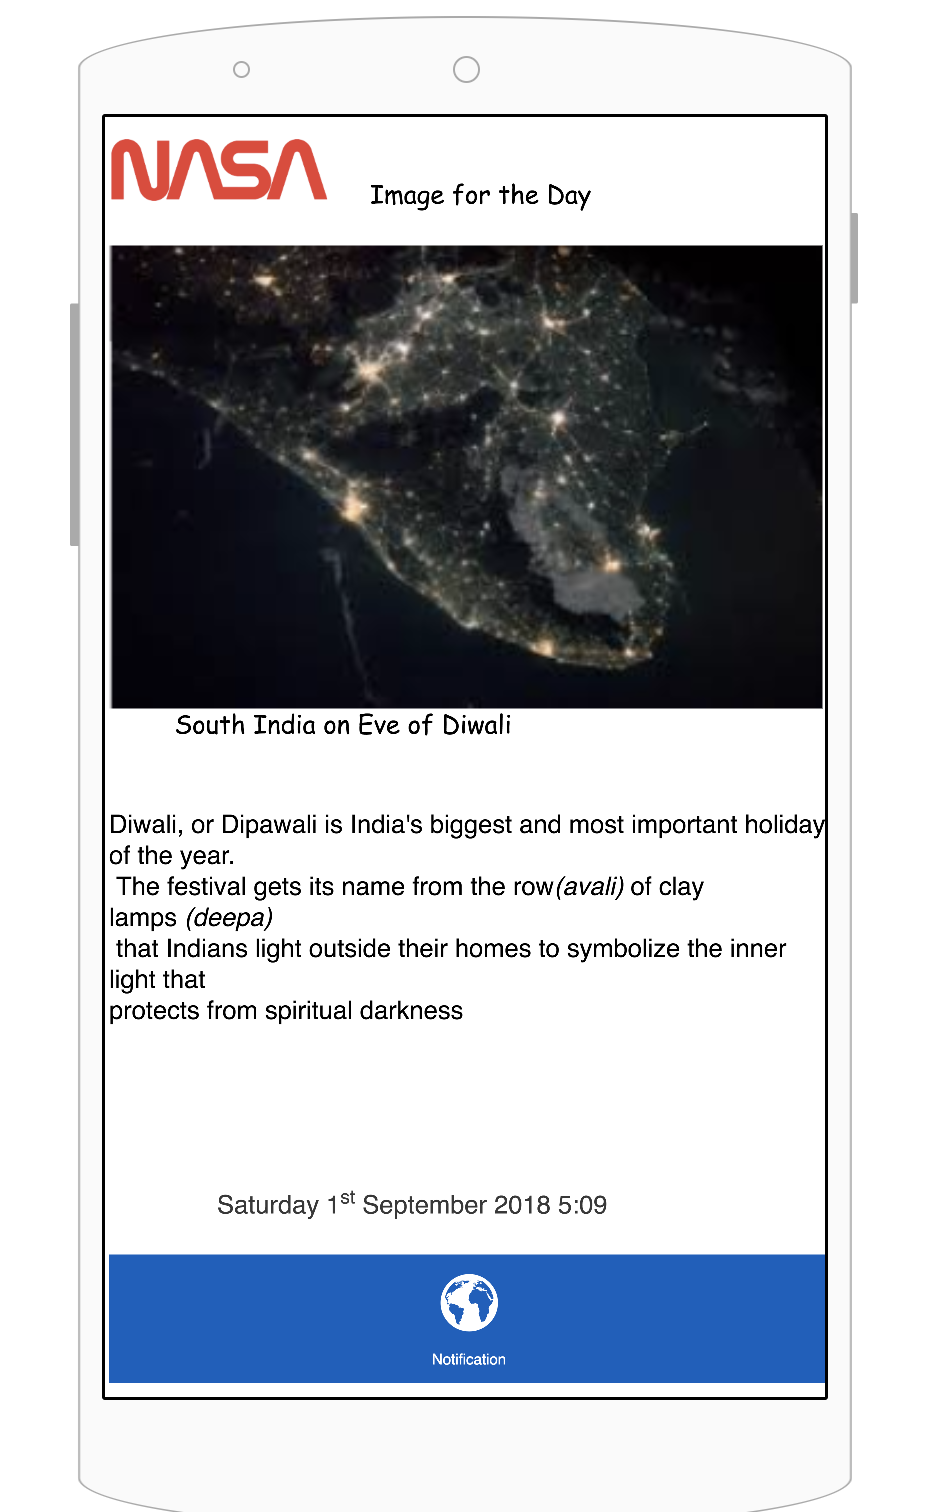 NASA
Image for the Day
South India on Eve of Diwali
Diwali, or Dipawali is India's biggest and most important holiday
of the year.
The festival gets its name from the row(avali) of clay
lamps (deepa)
that Indians light outside their homes to symbolize the inner
light that
protects from spiritual darkness
Saturday 1st September 2018 5:09
Notification